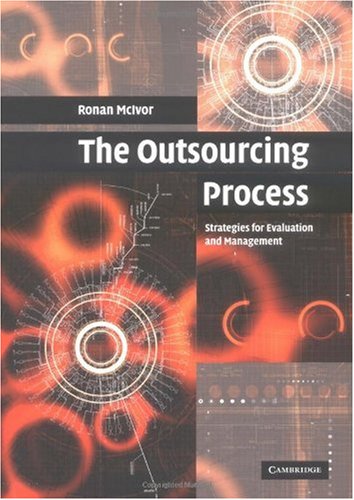 Ronan McIvor
The Outsourcing
Process
Strategies for Evaluation
and Management
CAMBRIDGE